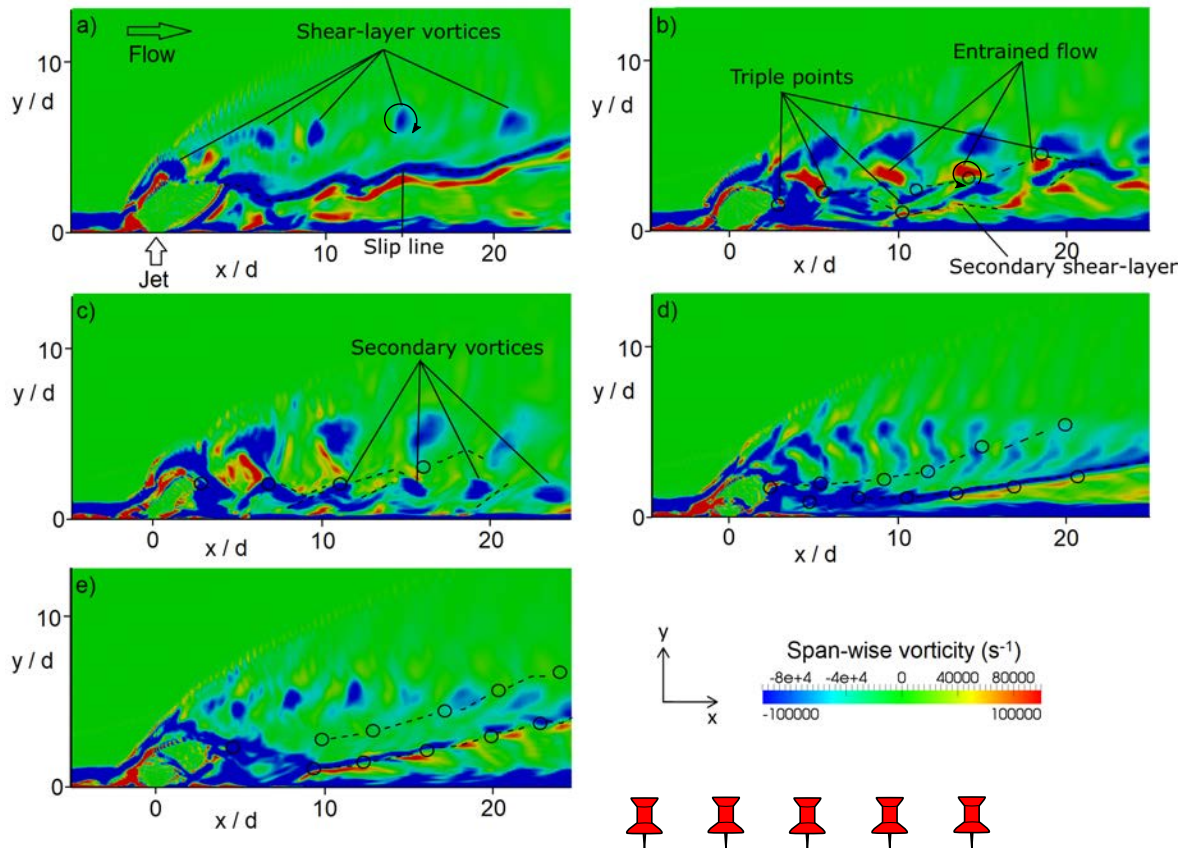 a)
Flow
Shear-layer vortices
10
y / d
0
0
10
20
x / d
Slip line
Jet
b)
Entrained flow
Triple points
10
y / d
0
0
10
20
x / d
Secondary shear-layer
c)
Secondary vortices
10
y / d
0
0
10
20
x / d
d)
10
y / d
0
0
10
20
x / d
e)
10
y / d
0
0
10
20
x / d
y
x
Span-wise vorticity (s⁻¹)
-8e+4 -4e+4 0 40000 80000
-100000 100000